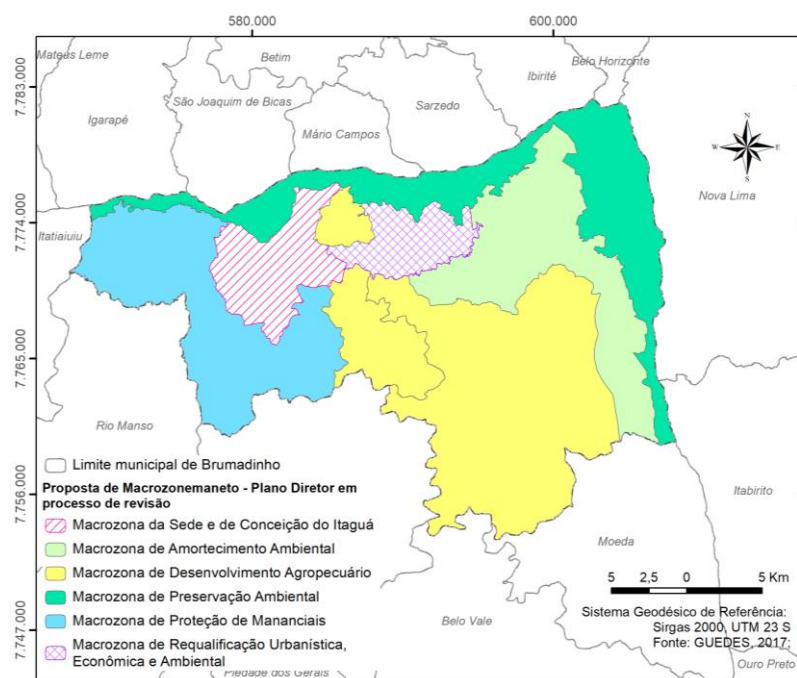 580.000
600.000
Mateus Leme
Betim
Belo Horizonte
Ibirité
7.783.000
São Joaquim de Bicas
Sarzedo
Igarapé
Mário Campos
N
W
E
S
Nova Lima
7.774.000
Itatiaiuiu
7.765.000
Rio Manso
Limite municipal de Brumadinho
Proposta de Macrozonemaneto - Plano Diretor em
processo de revisão
7.756.000
Itabirito
Macrozona da Sede e de Conceição do Itaguá
Macrozona de Amortecimento Ambiental
Moeda
Macrozona de Desenvolvimento Agropecuário
Macrozona de Preservação Ambiental
5 2,5 0 5 Km
Macrozona de Proteção de Mananciais
Belo Vale
Sistema Geodésico de Referência:
Sirgas 2000, UTM 23 S
7.747.000
Macrozona de Requalificação Urbanística,
Econômica e Ambiental
Fonte: GUEDES, 2017;
Piedade dos Gerais
Ouro Preto